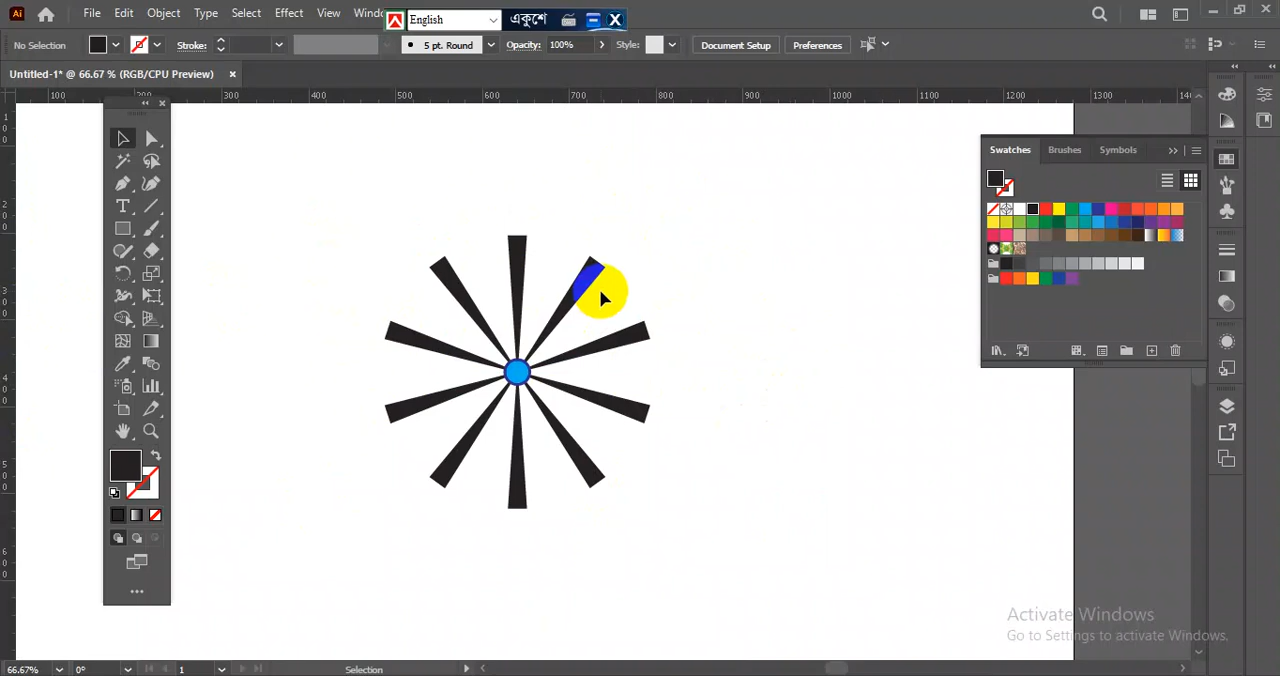 File Edit Object Type Select Effect View Windo English একুশে
No Selection Stroke: 5 pt. Round Opacity: 100% Style: Document Setup Preferences
Untitled-1* @ 66.67 % (RGB/CPU Preview)
100 200 300 400 500 600 700 800 900 1000 1100 1200 1300
Swatches Brushes Symbols
Activate Windows
Go to Settings to activate Windows.
66.67% 0° 1 Selection